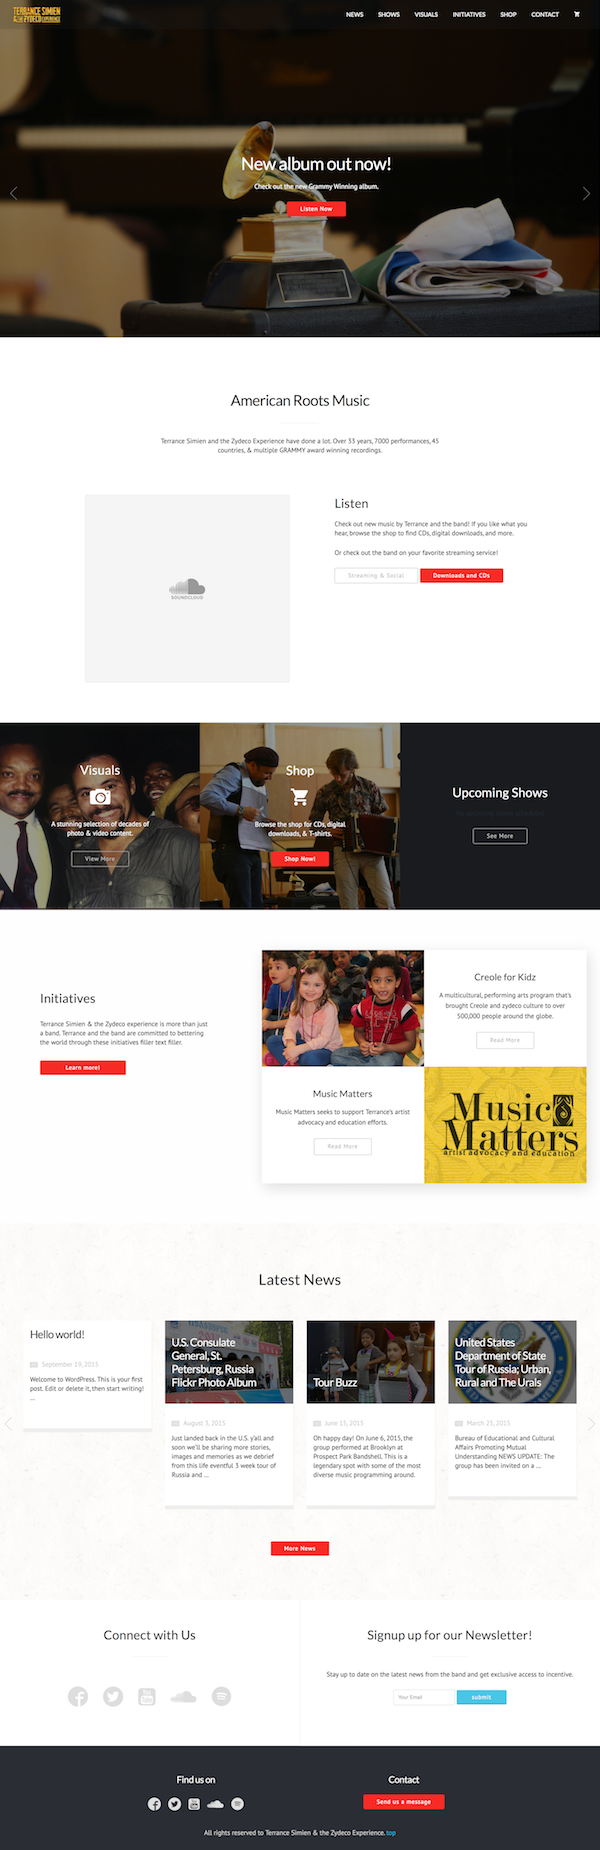 TERRANCE SIMIEN
& THE ZYDECO EXPERIENCE
NEWS SHOWS VISUALS INITIATIVES SHOP CONTACT
New album out now!
Check out the new Grammy Winning album.
Listen Now
American Roots Music
Terrance Simien and the Zydeco Experience have done a lot. Over 33 years, 7000 performances, 45
countries, & multiple GRAMMY award winning recordings.
SOUNDCLOUD
Listen
Check out new music by Terrance and the band! If you like what you
hear, browse the shop to find CDs, digital downloads, and more.
Or check out the band on your favorite streaming service!
Streaming & Social
Downloads and CDs
Visuals
A stunning selection of decades of
photo & video content.
View More
Shop
Browse the shop for CDs, digital
downloads, & T-shirts.
Shop Now!
Upcoming Shows
See More
Initiatives
Terrance Simien & the Zydeco experience is more than just
a band. Terrance and the band are committed to bettering
the world through these initiatives filler text filler.
Learn more!
Creole for Kidz
A multicultural, performing arts program that's
brought Creole and zydeco culture to over
500,000 people around the globe.
Read More
Music Matters
Music Matters seeks to support Terrance's artist
advocacy and education efforts.
Read More
Music
Matters
artist advocacy and education
Latest News
Hello world!
September 19, 2015
Welcome to WordPress. This is your first
post. Edit or delete it, then start writing!
...
U.S. Consulate
General, St.
Petersburg, Russia
Flickr Photo Album
August 3, 2015
Just landed back in the U.S. y'all and
soon we'll be sharing more stories,
images and memories as we debrief
from this life eventful 3 week tour of
Russia and ...
Tour Buzz
June 13, 2015
Oh happy day! On June 6, 2015, the
group performed at Brooklyn at
Prospect Park Bandshell. This is a
legendary spot with some of the most
diverse music programming around.
United States
Department of State
Tour of Russia; Urban,
Rural and The Urals
March 25, 2015
Bureau of Educational and Cultural
Affairs Promoting Mutual
Understanding NEWS UPDATE: The
group has been invited on a ...
More News
Connect with Us
Signup up for our Newsletter!
Stay up to date on the latest news from the band and get exclusive access to incentive.
Your Email
submit
Find us on
Contact
Send us a message
All rights reserved to Terrance Simien & the Zydeco Experience. top